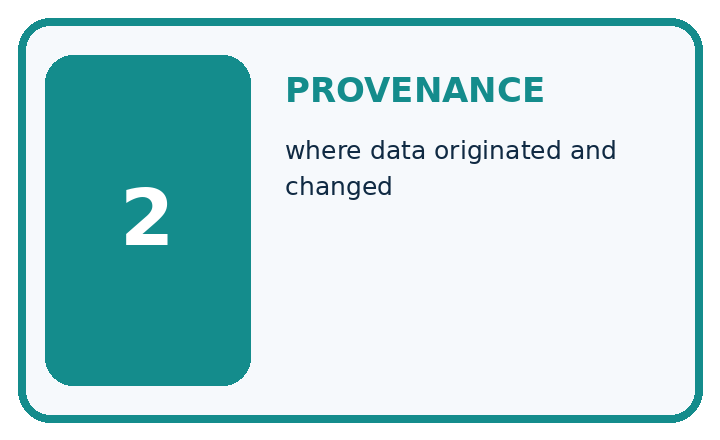 2
PROVENANCE
where data originated and
changed